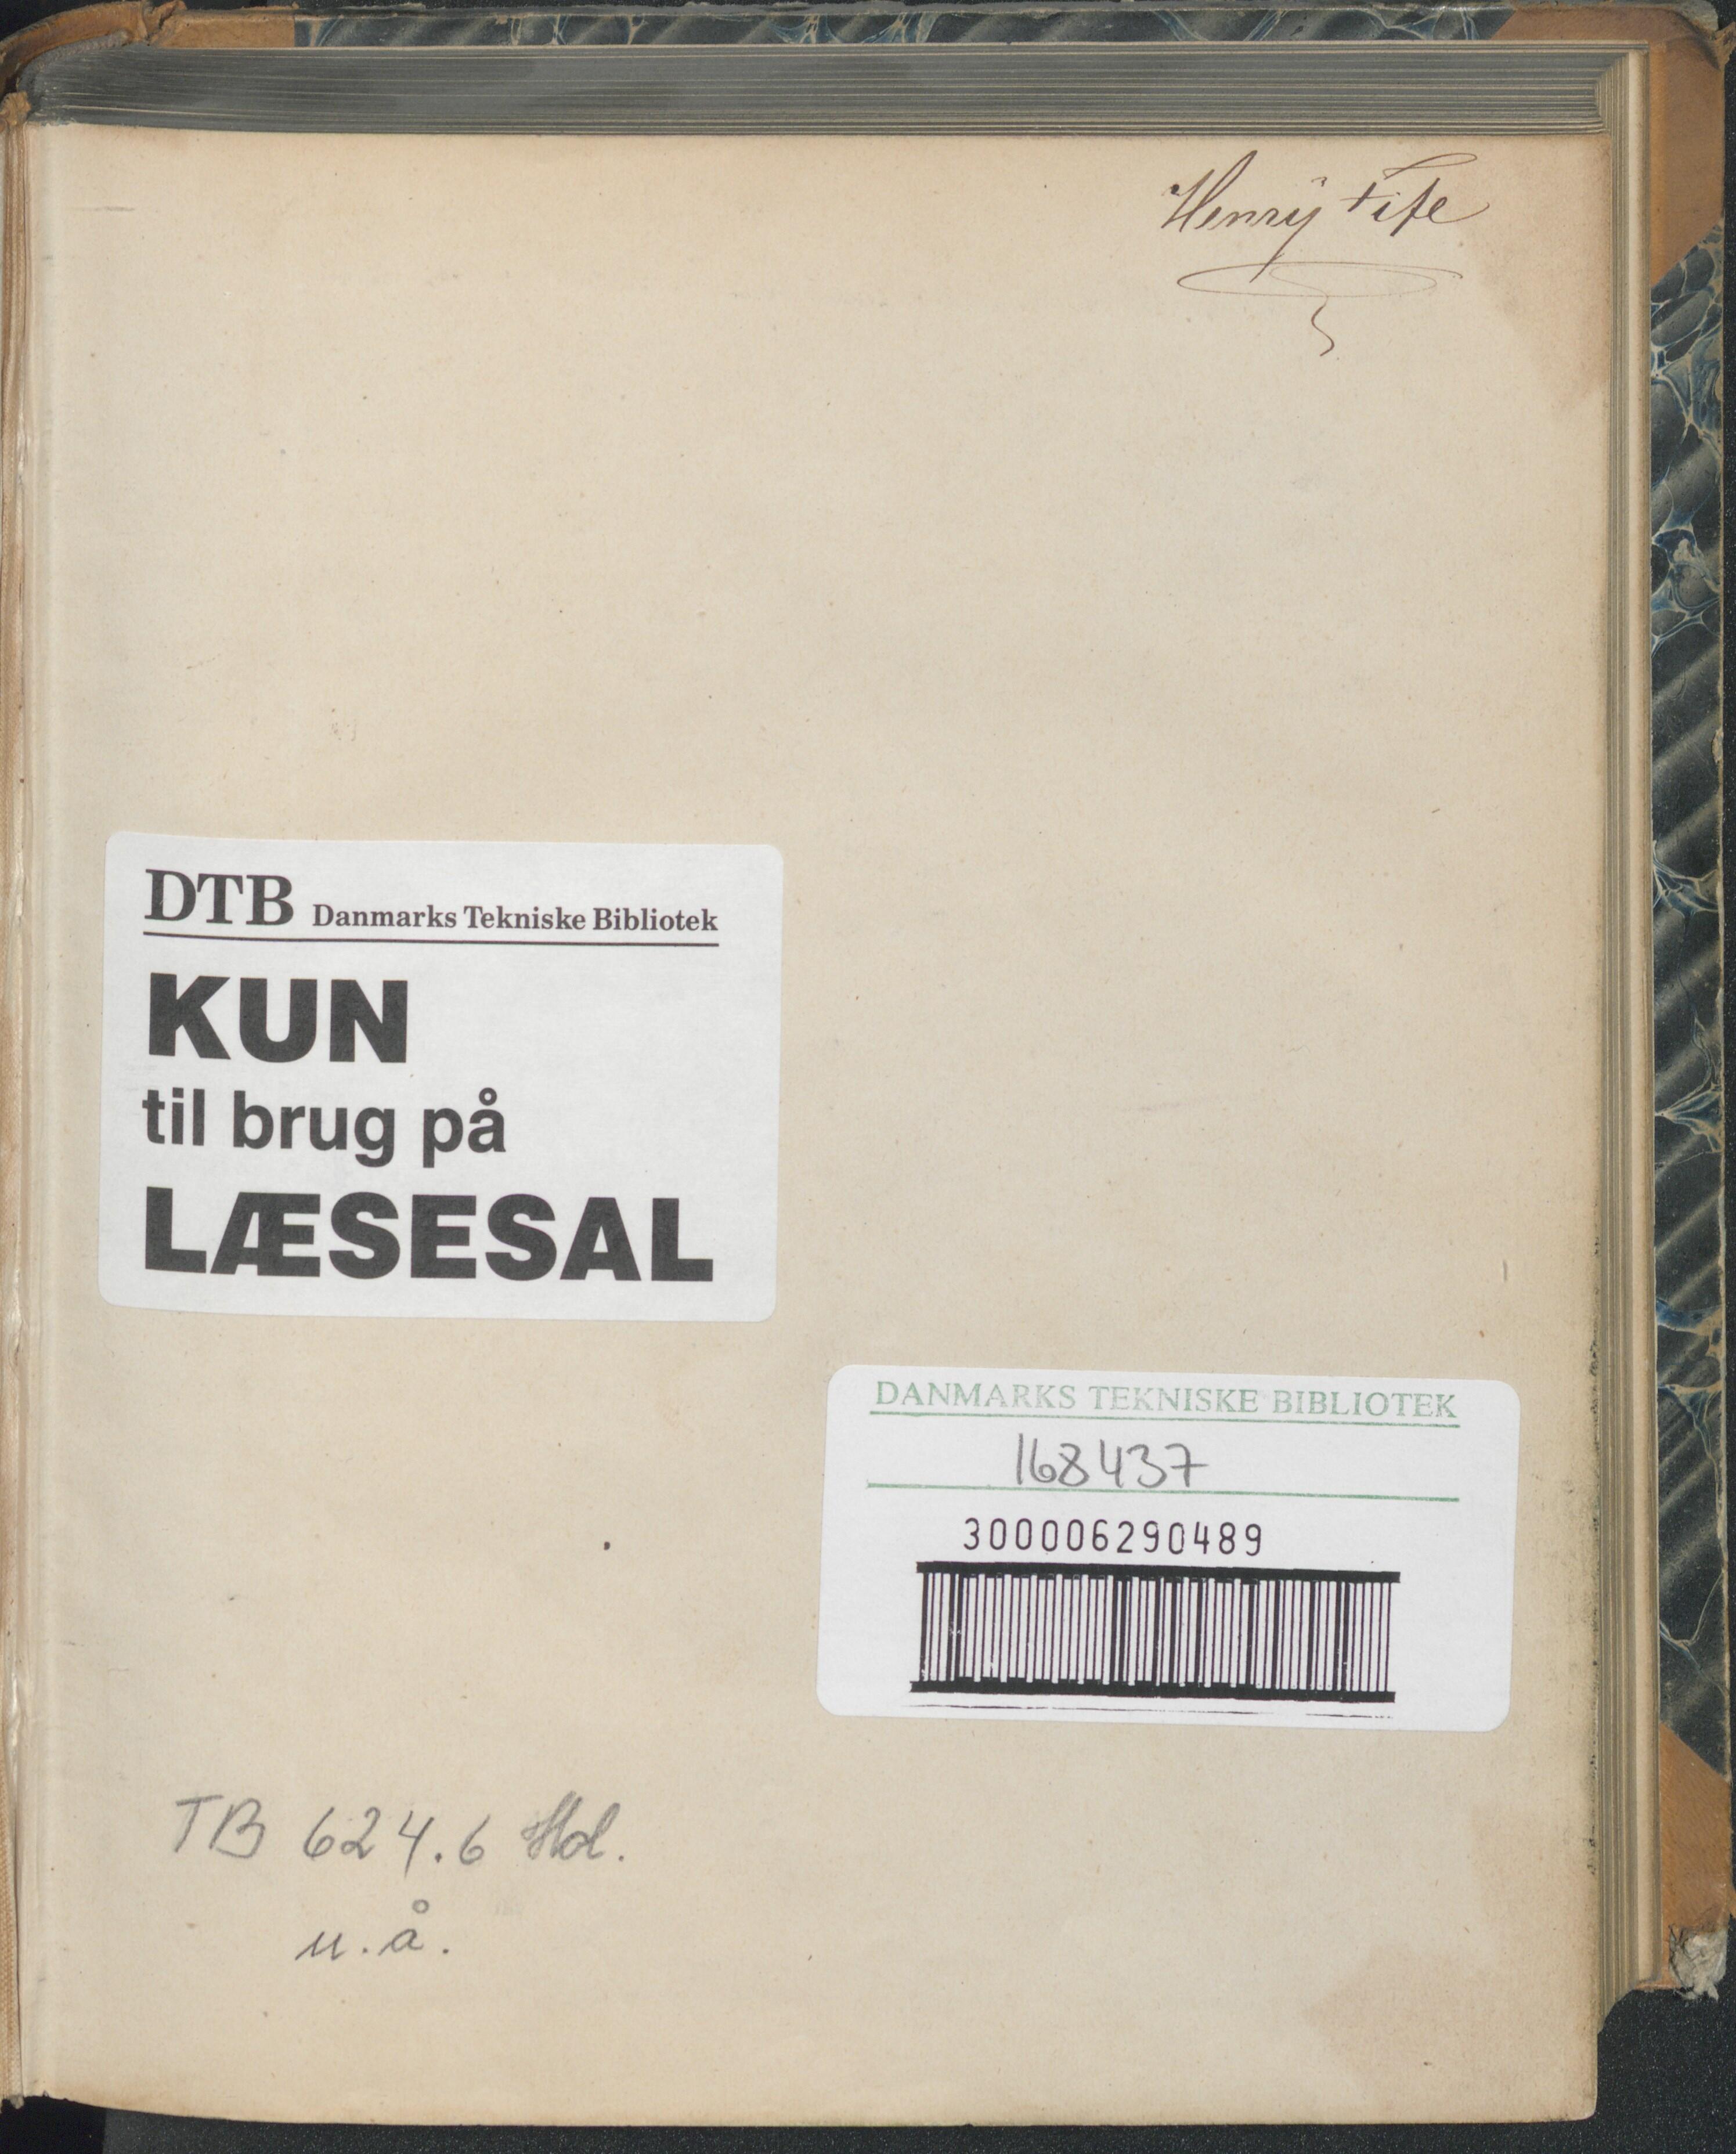 Henry Fife
DTB Danmarks Tekniske Bibliotek
KUN
til brug på
LÆSESAL
DANMARKS TEKNISKE BIBLIOTEK
168437
300006290489
TB 624.6 Hol.
u.å.